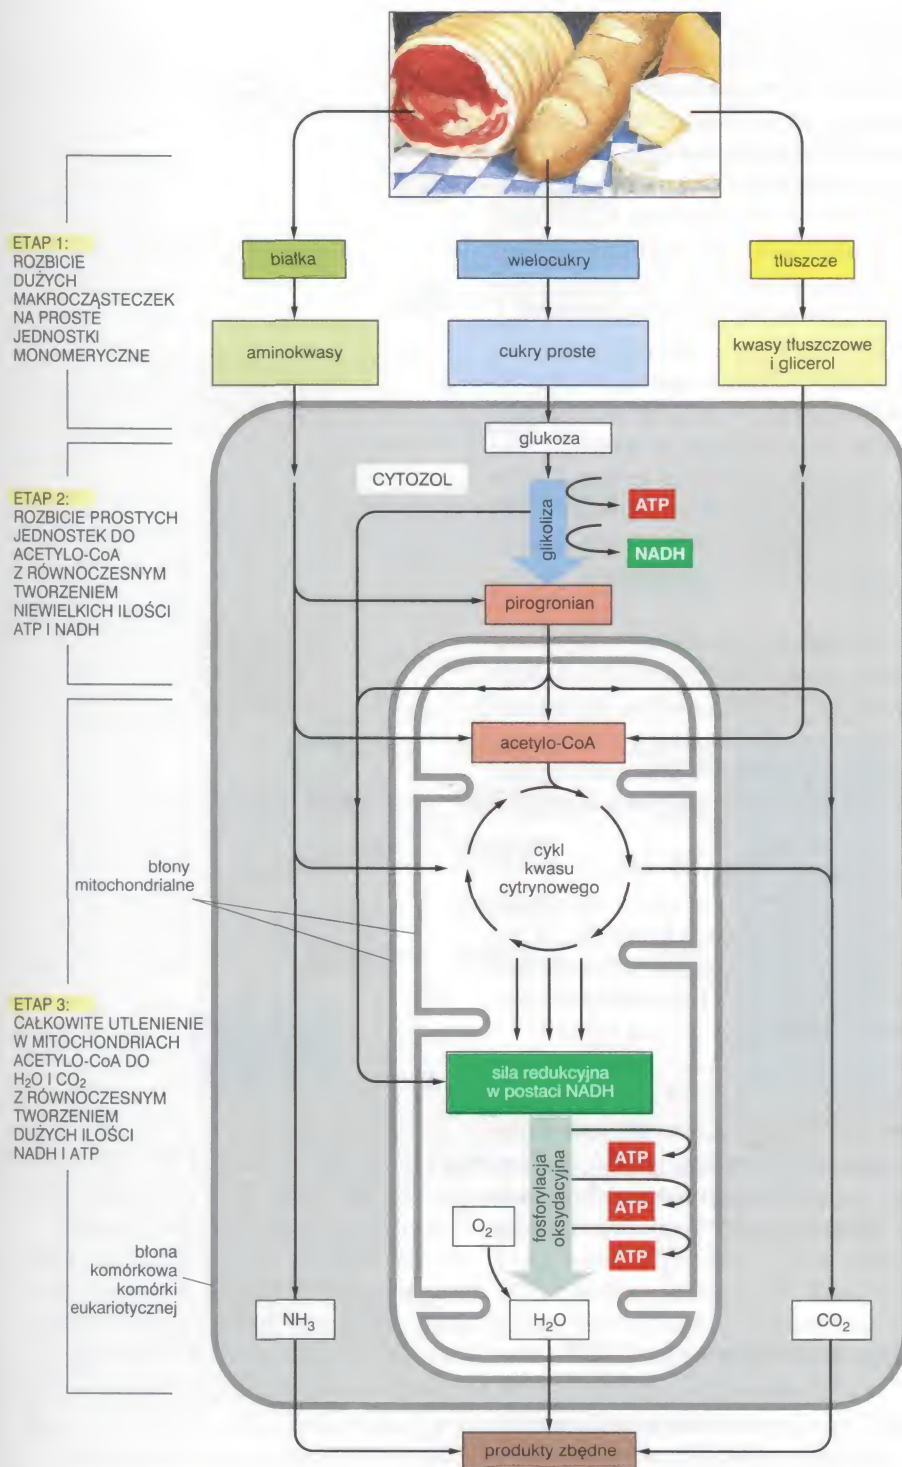 ETAP 1:
ROZBICIE
DUŻYCH
MAKROCZĄSTECZEK
NA PROSTE
JEDNOSTKI
MONOMERYCZNE
białka
wielocukry
tłuszcze
aminokwasy
cukry proste
kwasy tłuszczowe
i glicerol
glukoza
CYTOZOL
ETAP 2:
ROZBICIE PROSTYCH
JEDNOSTEK DO
ACETYLO-CoA
Z RÓWNOCZESNYM
TWORZENIEM
NIEWIELKICH ILOŚCI
ATP I NADH
glikoliza
ATP
NADH
pirogronian
acetylo-CoA
cykl
kwasu
cytrynowego
błony
mitochondrialne
ETAP 3:
CAŁKOWITE UTLENIENIE
W MITOCHONDRIACH
ACETYLO-CoA DO
H₂O I CO₂
Z RÓWNOCZESNYM
TWORZENIEM
DUŻYCH ILOŚCI
NADH I ATP
siła redukcyjna
w postaci NADH
fosforylacja
oksydacyjna
ATP
ATP
ATP
O₂
błona
komórkowa
komórki
eukariotycznej
NH₃
H₂O
CO₂
produkty zbędne